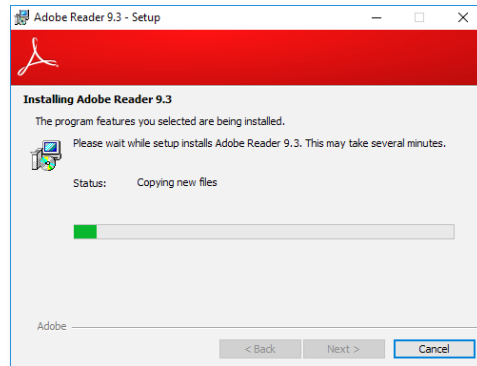 Adobe Reader 9.3 - Setup
Installing Adobe Reader 9.3
The program features you selected are being installed.
Please wait while setup installs Adobe Reader 9.3. This may take several minutes.
Status: Copying new files
Adobe
< Back Next > Cancel